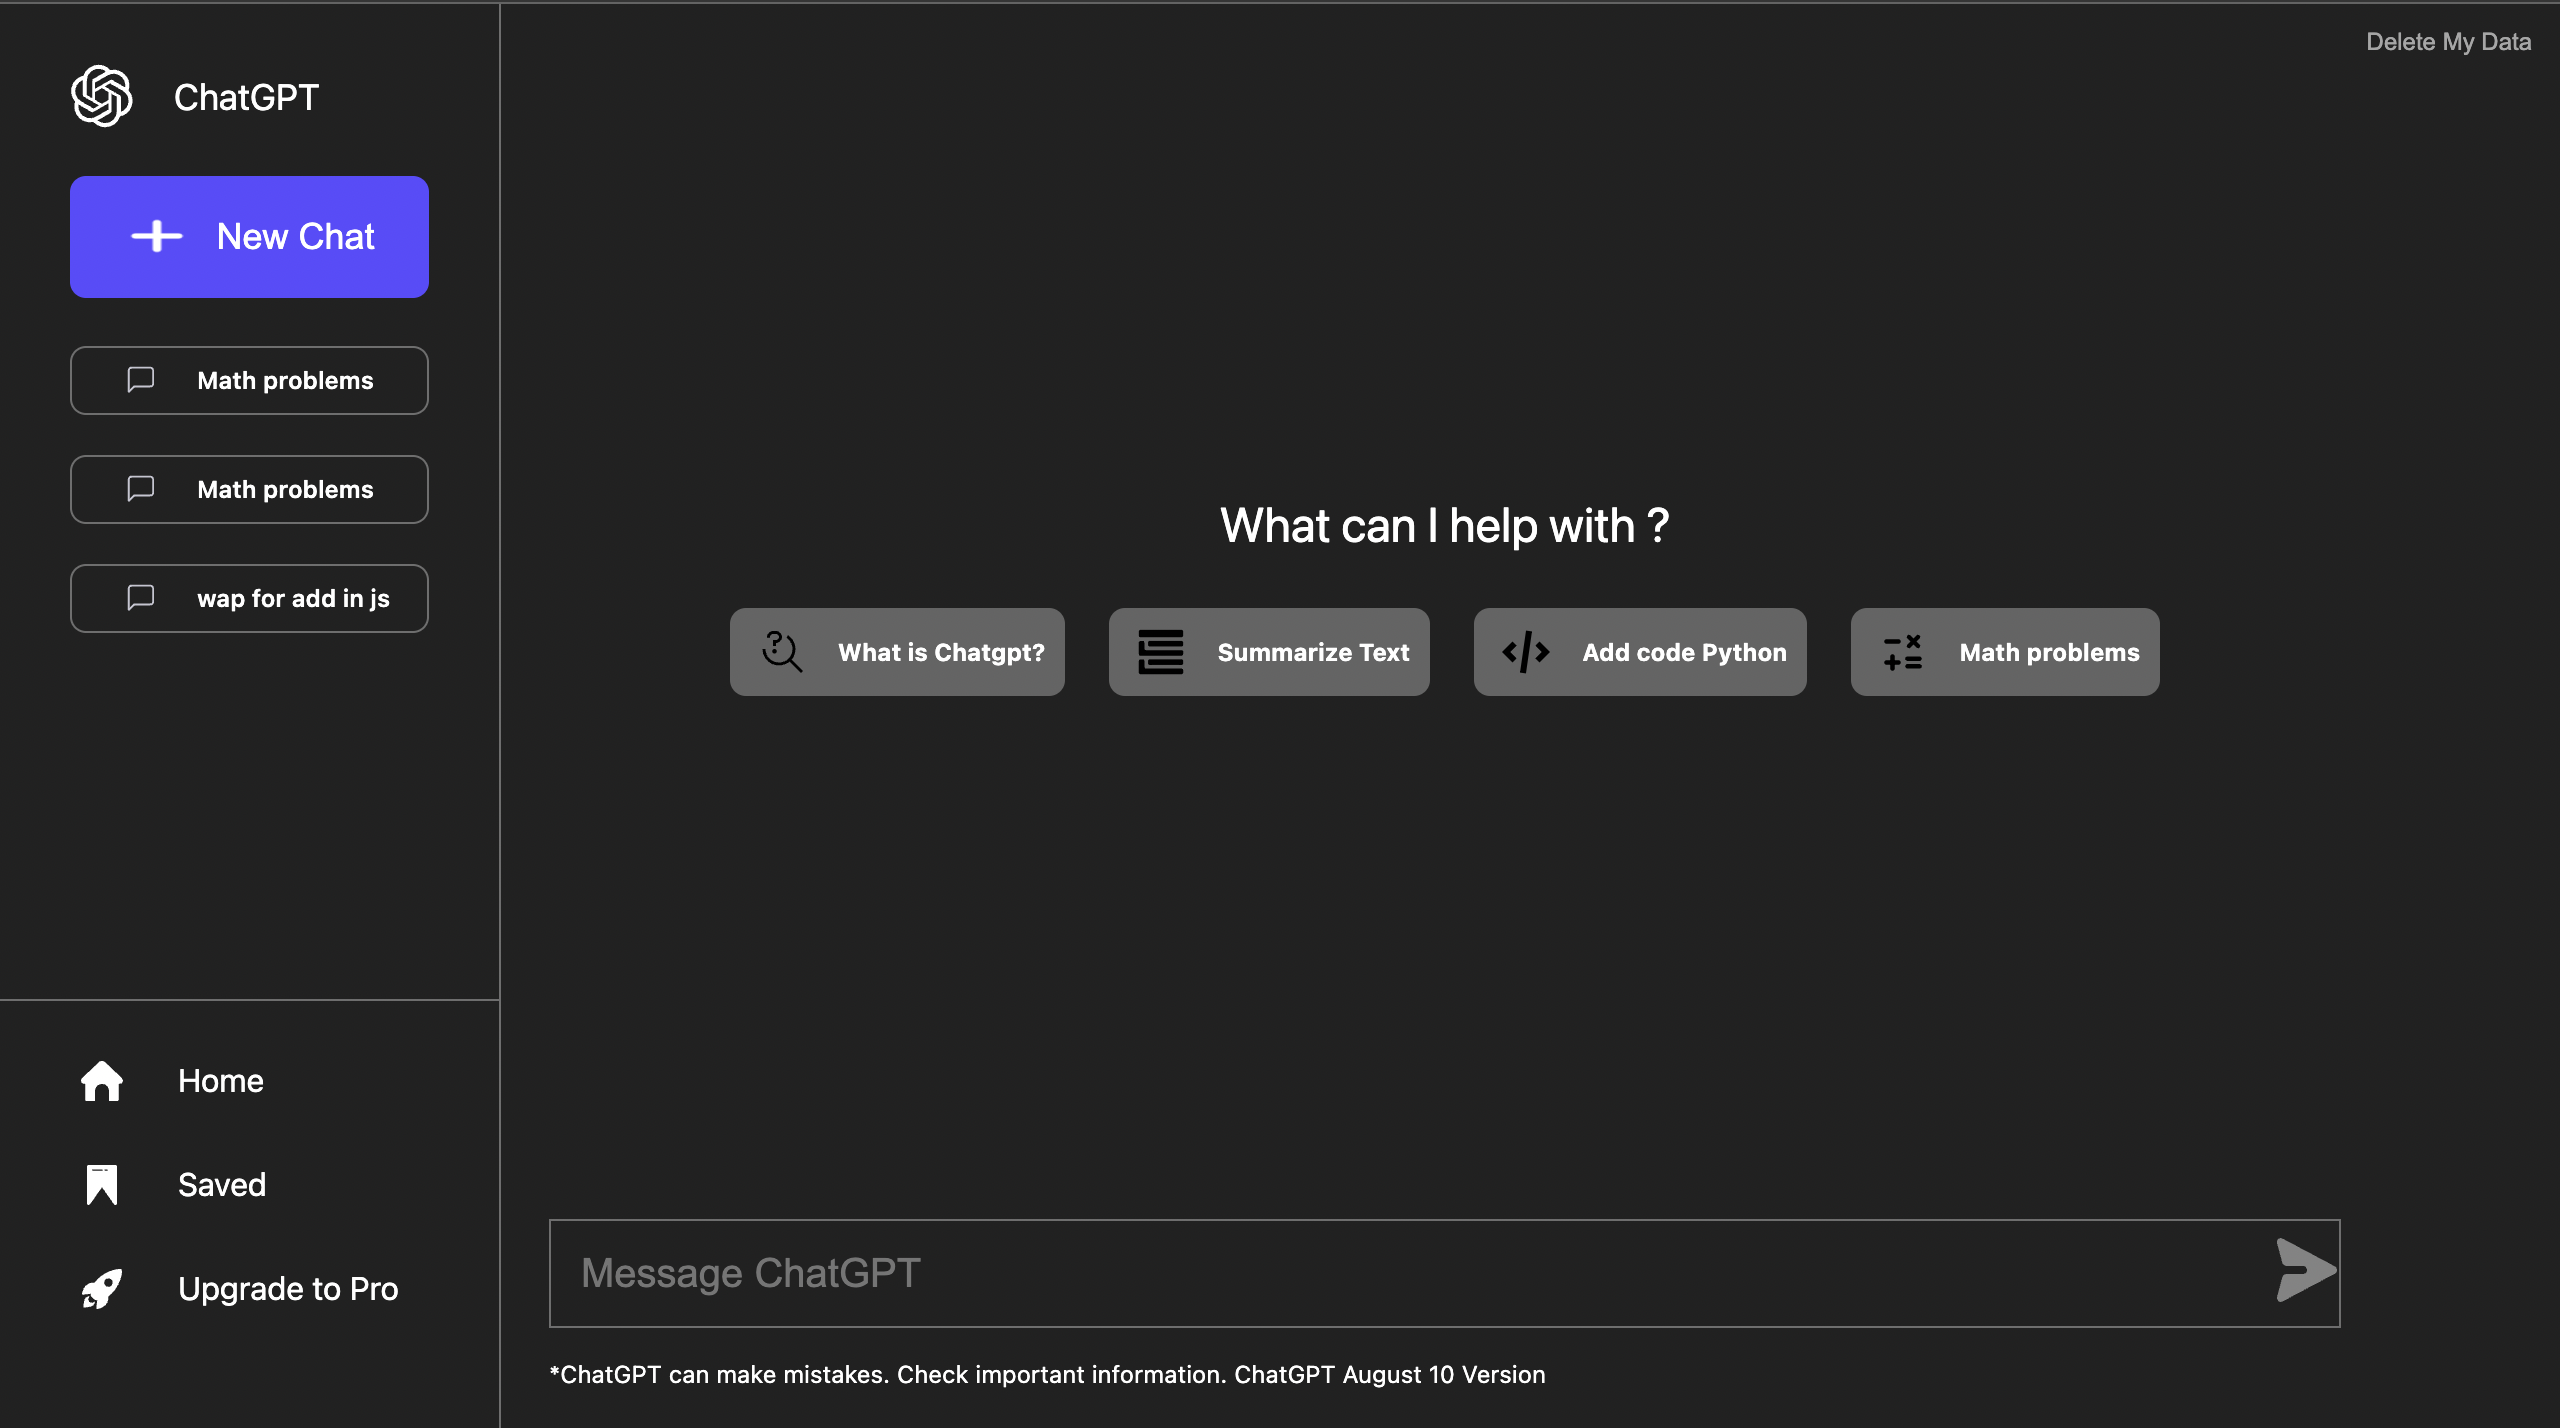 Delete My Data
ChatGPT
New Chat
Math problems
Math problems
wap for add in js
What can I help with ?
What is Chatgpt?
Summarize Text
Add code Python
Math problems
Home
Saved
Upgrade to Pro
Message ChatGPT
*ChatGPT can make mistakes. Check important information. ChatGPT August 10 Version